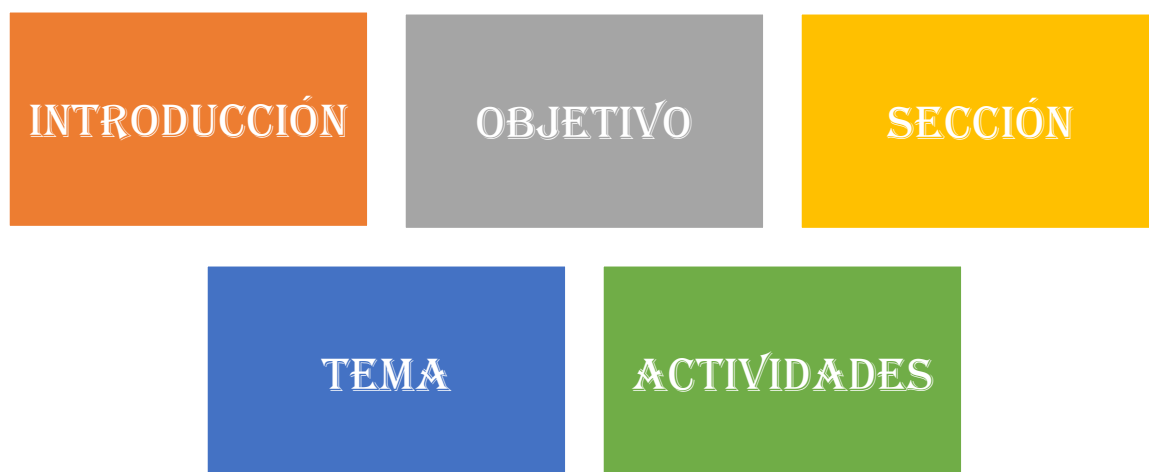 INTRODUCCIÓN
OBJETIVO
SECCIÓN
TEMA
ACTIVIDADES